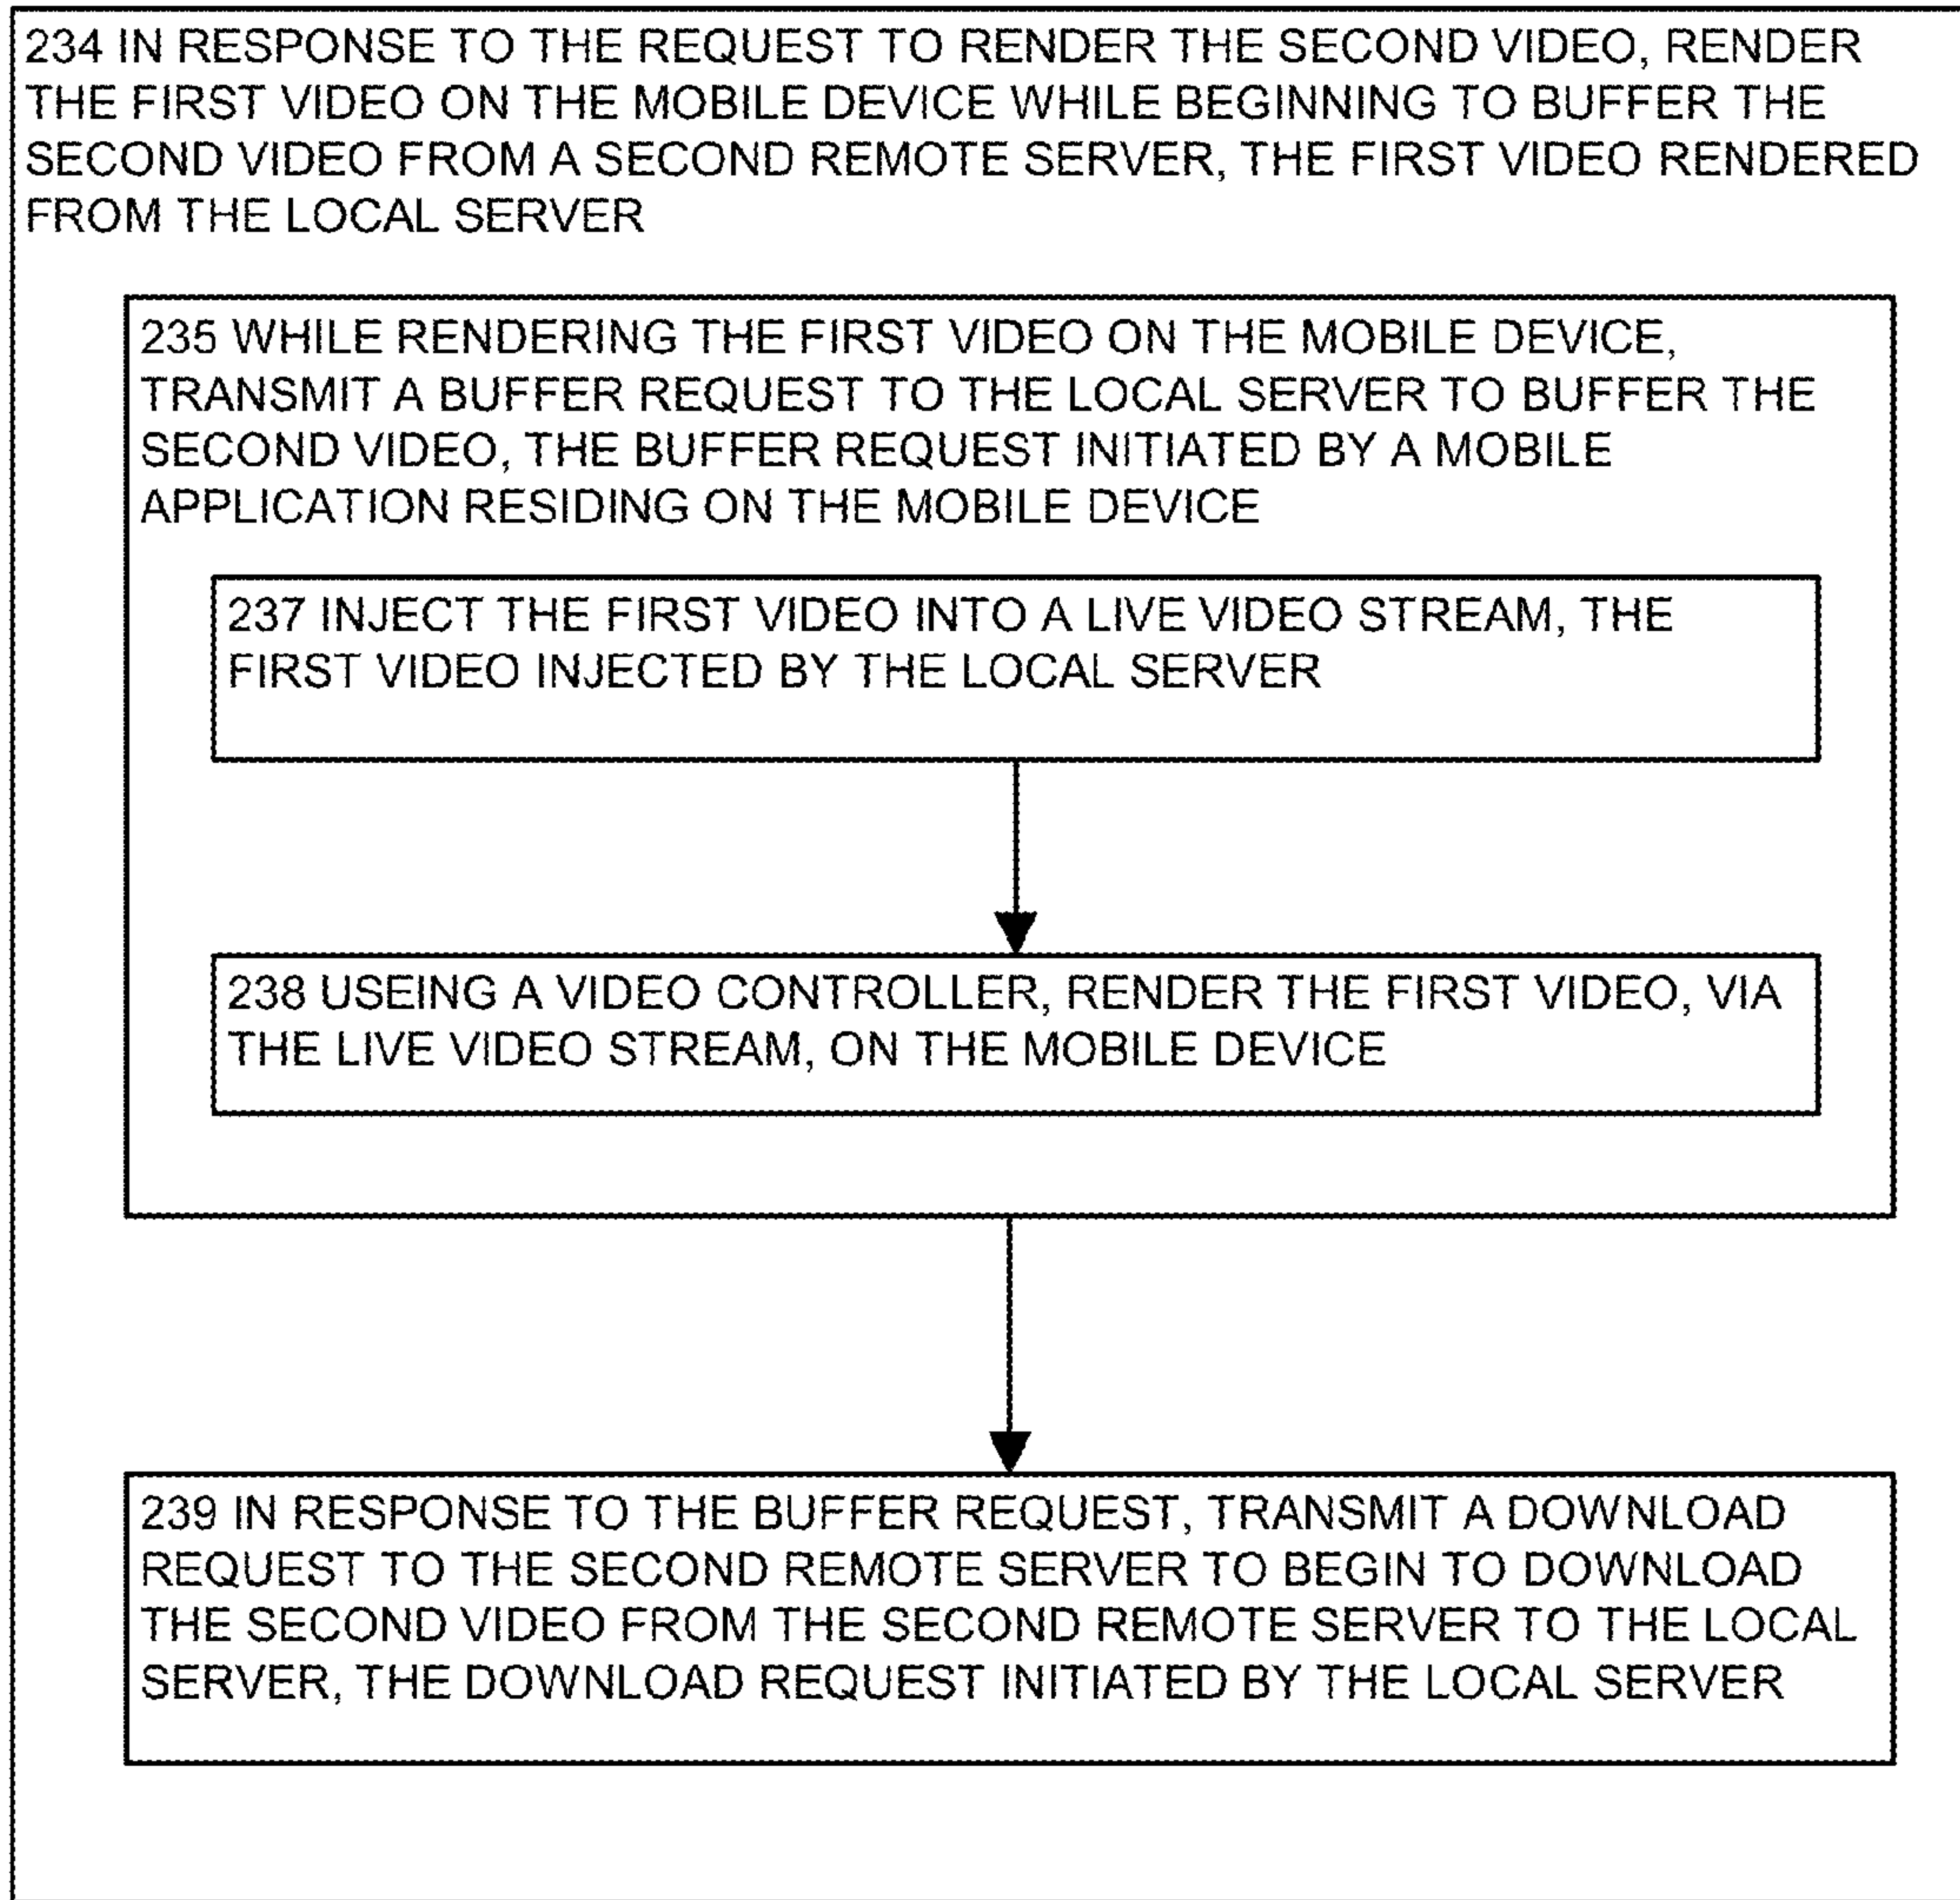 234 IN RESPONSE TO THE REQUEST TO RENDER THE SECOND VIDEO, RENDER
THE FIRST VIDEO ON THE MOBILE DEVICE WHILE BEGINNING TO BUFFER THE
SECOND VIDEO FROM A SECOND REMOTE SERVER, THE FIRST VIDEO RENDERED
FROM THE LOCAL SERVER
235 WHILE RENDERING THE FIRST VIDEO ON THE MOBILE DEVICE,
TRANSMIT A BUFFER REQUEST TO THE LOCAL SERVER TO BUFFER THE
SECOND VIDEO, THE BUFFER REQUEST INITIATED BY A MOBILE
APPLICATION RESIDING ON THE MOBILE DEVICE
237 INJECT THE FIRST VIDEO INTO A LIVE VIDEO STREAM, THE
FIRST VIDEO INJECTED BY THE LOCAL SERVER
238 USEING A VIDEO CONTROLLER, RENDER THE FIRST VIDEO, VIA
THE LIVE VIDEO STREAM, ON THE MOBILE DEVICE
239 IN RESPONSE TO THE BUFFER REQUEST, TRANSMIT A DOWNLOAD
REQUEST TO THE SECOND REMOTE SERVER TO BEGIN TO DOWNLOAD
THE SECOND VIDEO FROM THE SECOND REMOTE SERVER TO THE LOCAL
SERVER, THE DOWNLOAD REQUEST INITIATED BY THE LOCAL SERVER